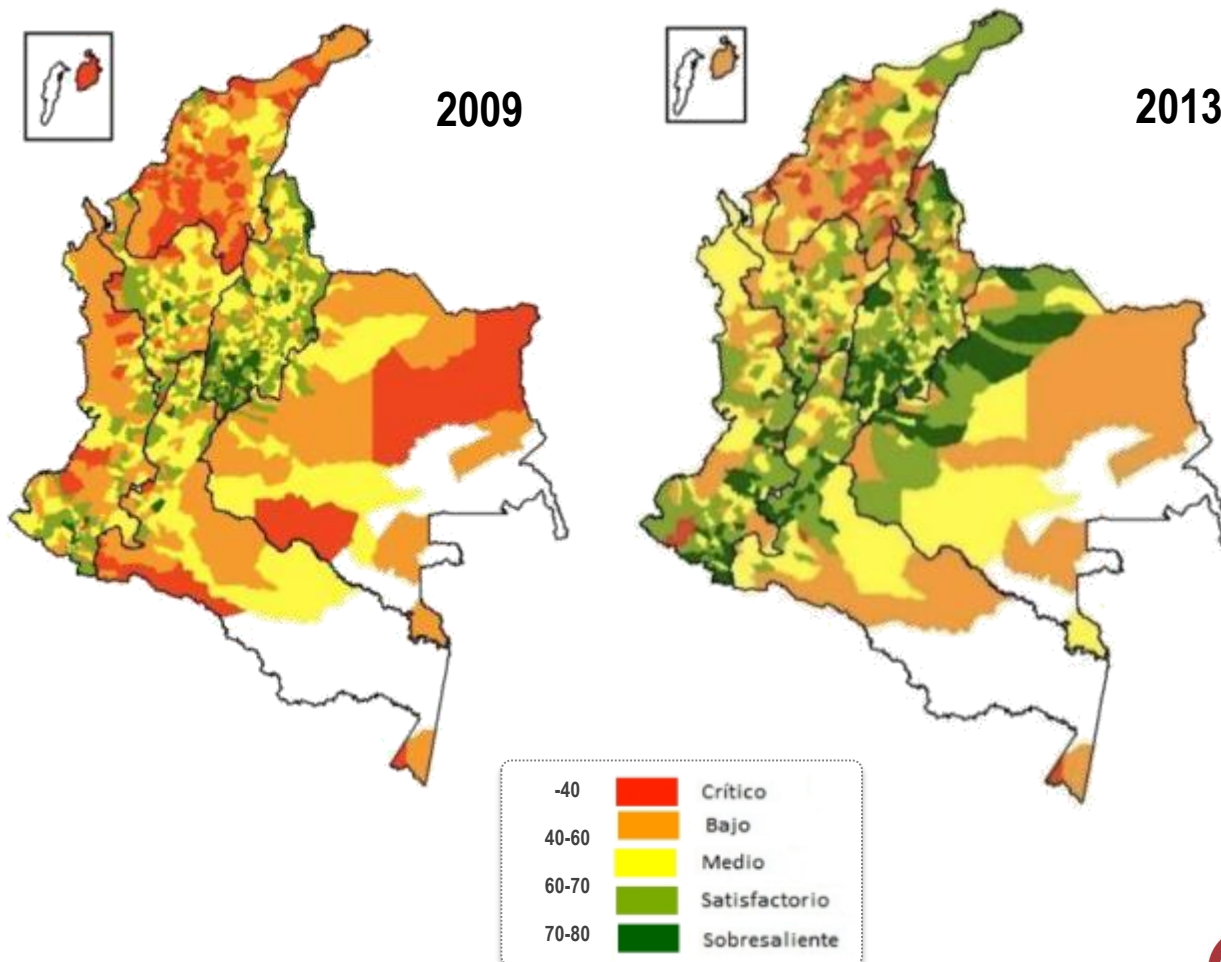 2009
2013
-40 Crítico
Bajo
40-60
Medio
60-70
Satisfactorio
70-80 Sobresaliente